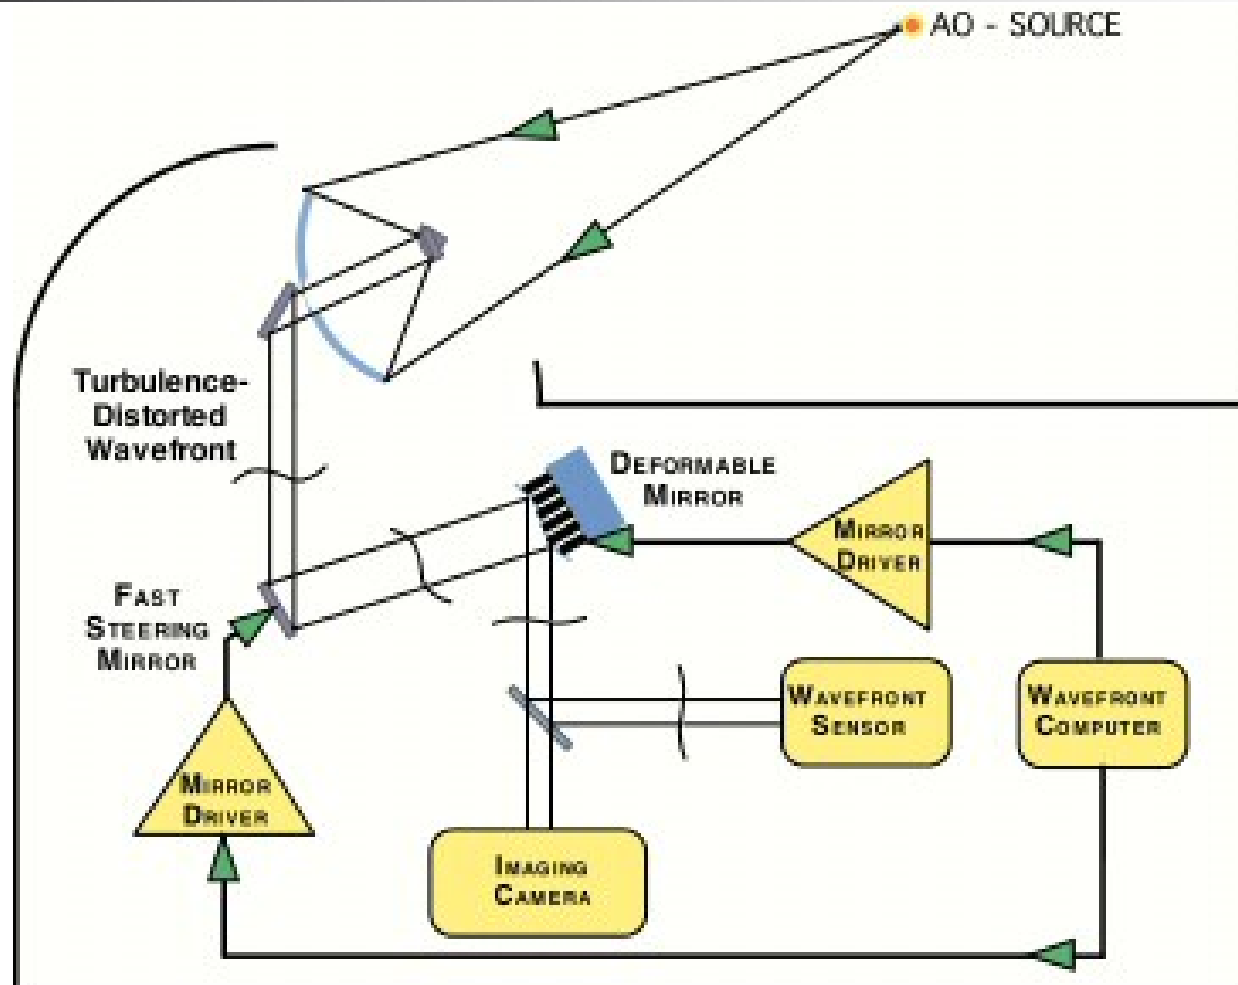 AO - SOURCE
Turbulence-
Distorted
Wavefront
DEFORMABLE
MIRROR
MIRROR
DRIVER
FAST
STEERING
MIRROR
WAVEFRONT
SENSOR
WAVEFRONT
COMPUTER
MIRROR
DRIVER
IMAGING
CAMERA